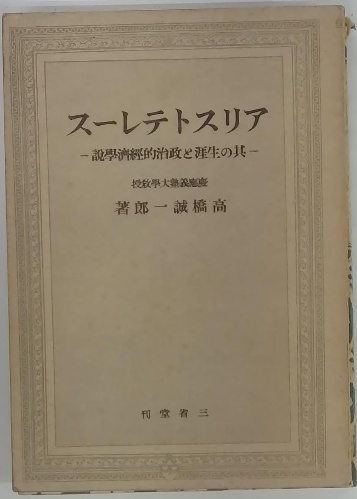 アリストテレース
－其の生涯と政治的經濟學說－
慶應義塾大學敎授
高橋誠一郎著
三省堂刊